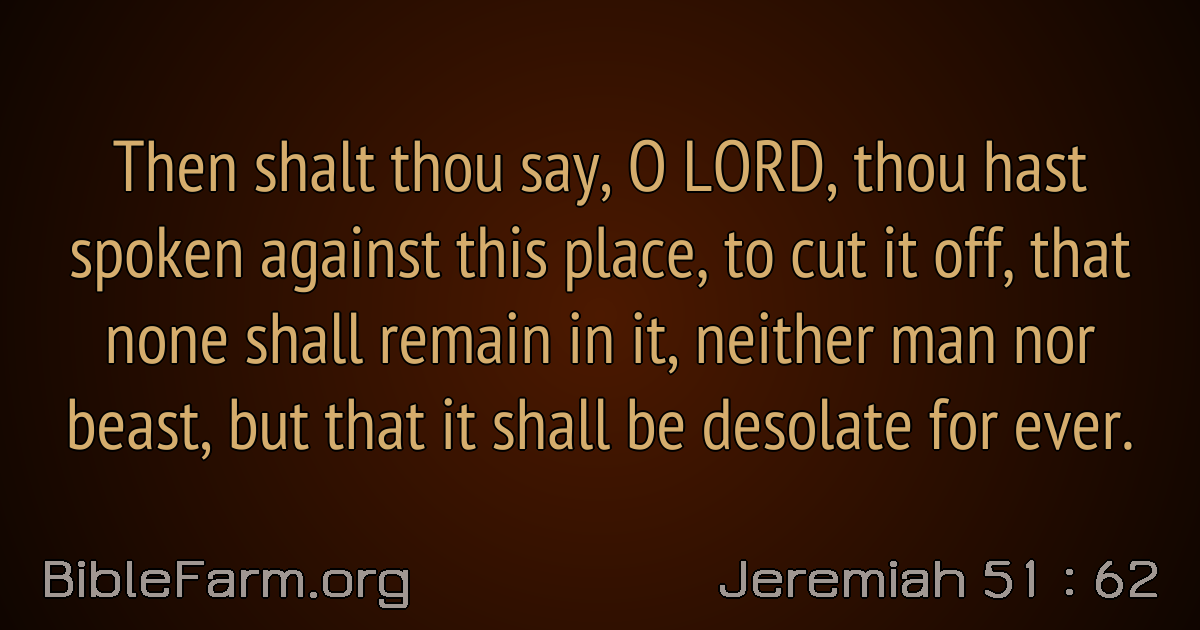 Then shalt thou say, O LORD, thou hast
spoken against this place, to cut it off, that
none shall remain in it, neither man nor
beast, but that it shall be desolate for ever.
BibleFarm.org
Jeremiah 51 : 62